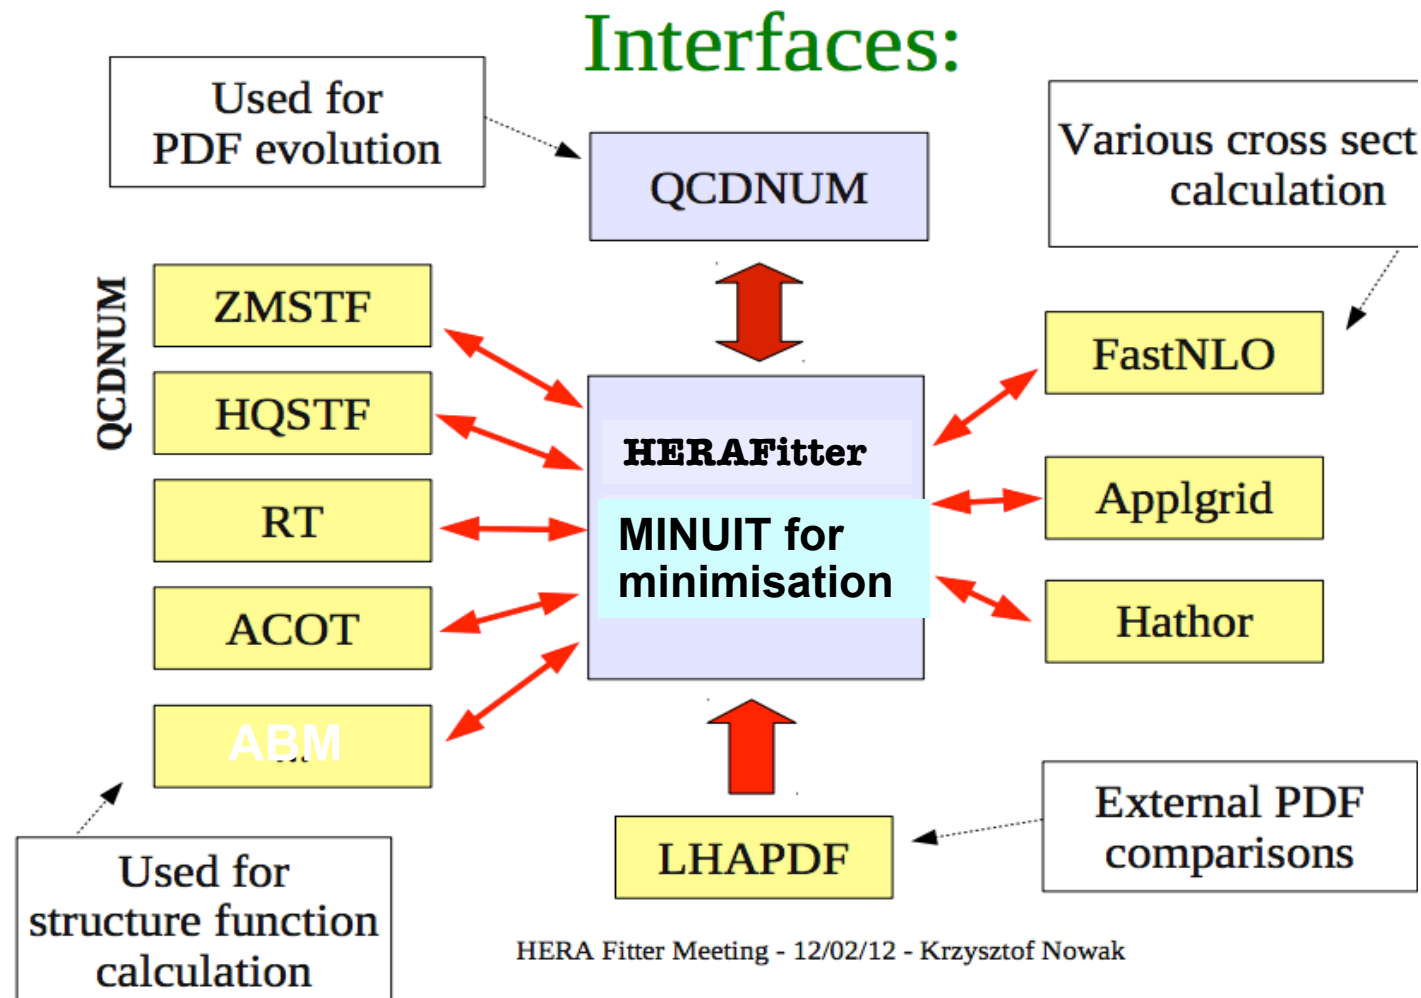 Interfaces:
Used for
PDF evolution
QCDNUM
Various cross secti
calculation
QCDNUM
ZMSTF
HQSTF
RT
ACOT
ABM
HERAFitter
MINUIT for
minimisation
FastNLO
Applgrid
Hathor
LHAPDF
External PDF
comparisons
Used for
structure function
calculation
HERA Fitter Meeting - 12/02/12 - Krzysztof Nowak